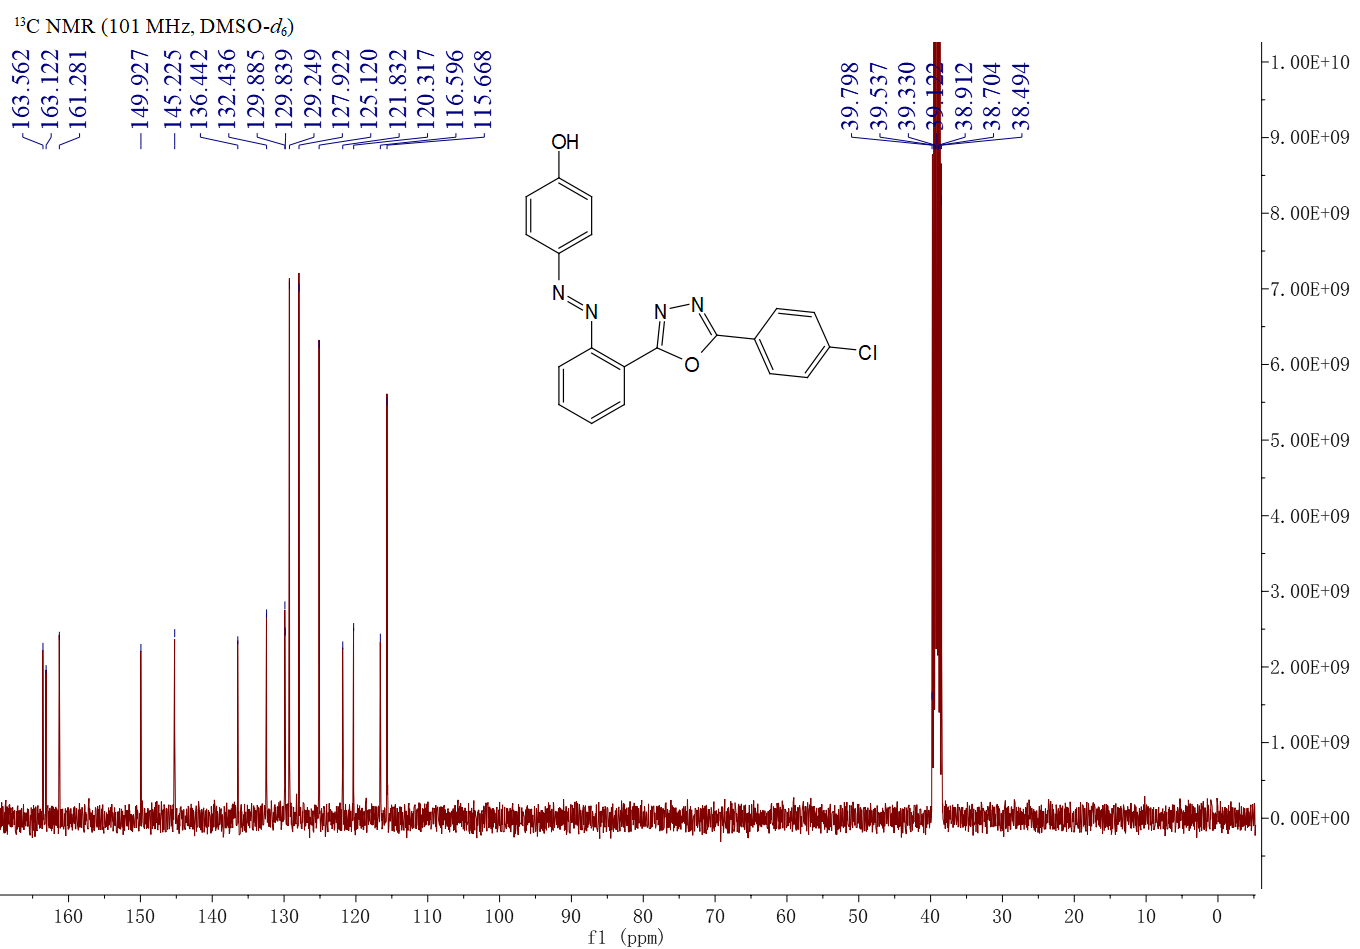 ¹³C NMR (101 MHz, DMSO-d₆)
163.562
163.122
161.281
149.927
145.225
136.442
132.436
129.885
129.839
129.249
127.922
125.120
121.832
120.317
116.596
115.668
39.798
39.537
39.330
39.122
38.912
38.704
38.494
OH
N
N
N
N
O
Cl
1.00E+10
9.00E+09
8.00E+09
7.00E+09
6.00E+09
5.00E+09
4.00E+09
3.00E+09
2.00E+09
1.00E+09
0.00E+00
160 150 140 130 120 110 100 90 80 70 60 50 40 30 20 10 0
f1 (ppm)